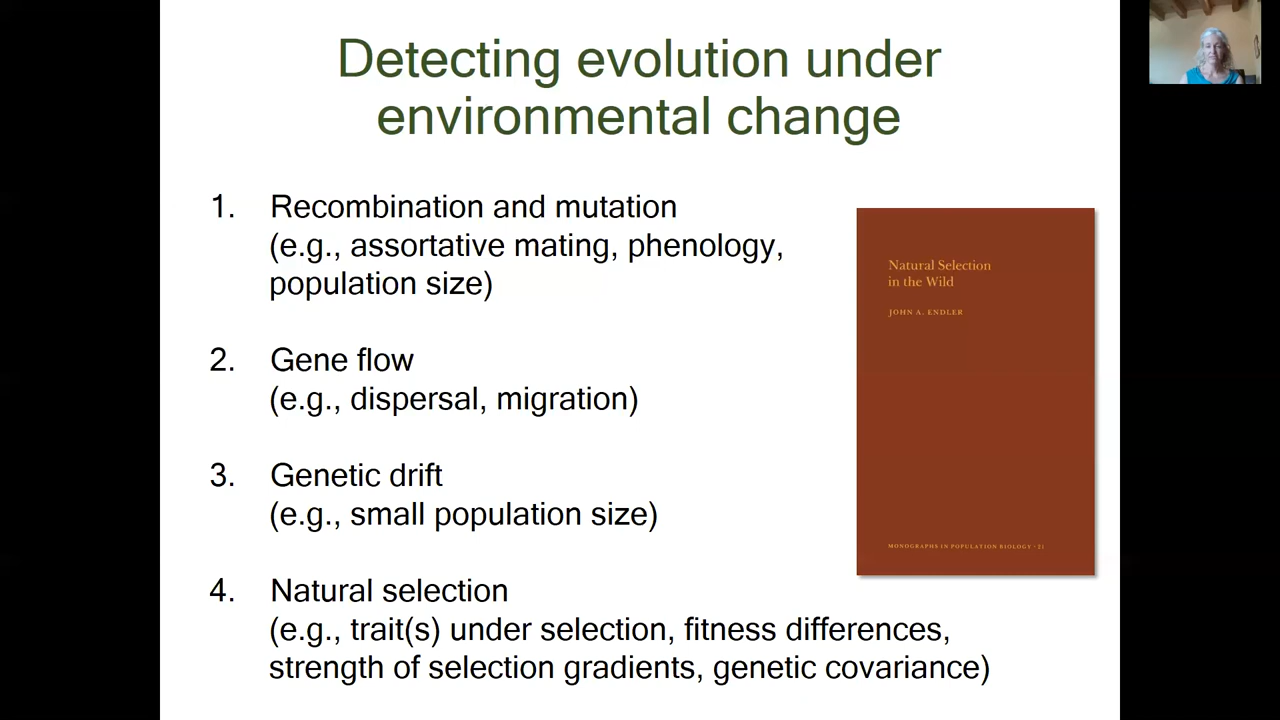 Detecting evolution under
environmental change
1. Recombination and mutation
(e.g., assortative mating, phenology,
population size)
2. Gene flow
(e.g., dispersal, migration)
3. Genetic drift
(e.g., small population size)
4. Natural selection
(e.g., trait(s) under selection, fitness differences,
strength of selection gradients, genetic covariance)
Natural Selection
in the Wild
JOHN A. ENDLER
MONOGRAPHS IN POPULATION BIOLOGY · 21